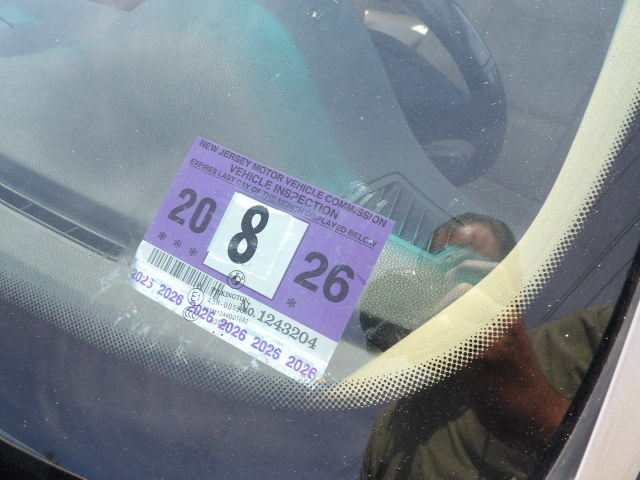 NEW JERSEY MOTOR VEHICLE COMMISSION
VEHICLE INSPECTION
EXPIRES LAST DAY OF THE MONTH DISPLAYED BELOW
20 8 26
* * * *
NO. 1243204
2026 2026 2026 2026 2026